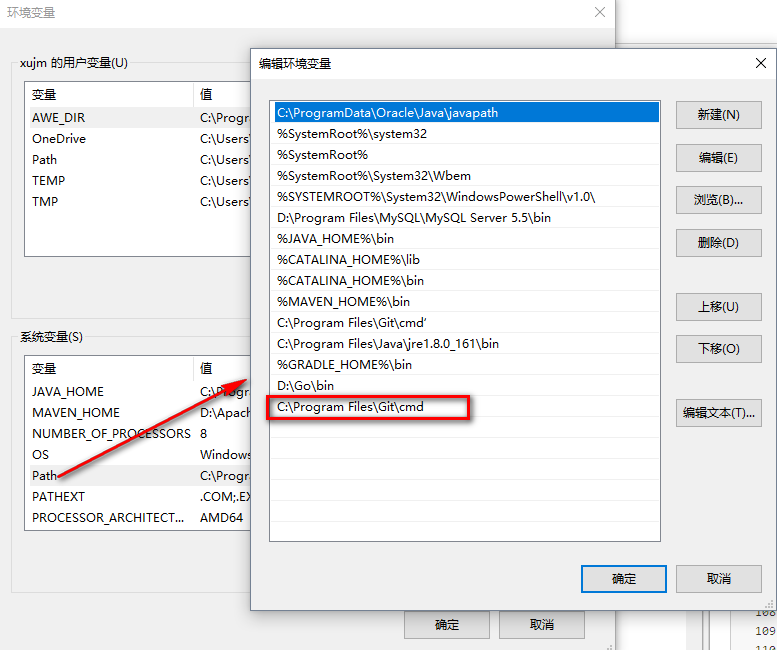 环境变量
xujm 的用户变量(U)
变量 值
AWE_DIR C:\Progr
OneDrive C:\Users\
Path C:\Users\
TEMP C:\Users\
TMP C:\Users\
系统变量(S)
变量 值
JAVA_HOME C:\Progr
MAVEN_HOME D:\Apach
NUMBER_OF_PROCESSORS 8
OS Windows
Path C:\Progr
PATHEXT .COM;.EX
PROCESSOR_ARCHITECT... AMD64
确定 取消
编辑环境变量
C:\ProgramData\Oracle\Java\javapath
%SystemRoot%\system32
%SystemRoot%
%SystemRoot%\System32\Wbem
%SYSTEMROOT%\System32\WindowsPowerShell\v1.0\
D:\Program Files\MySQL\MySQL Server 5.5\bin
%JAVA_HOME%\bin
%CATALINA_HOME%\lib
%CATALINA_HOME%\bin
%MAVEN_HOME%\bin
C:\Program Files\Git\cmd’
C:\Program Files\Java\jre1.8.0_161\bin
%GRADLE_HOME%\bin
D:\Go\bin
C:\Program Files\Git\cmd
新建(N)
编辑(E)
浏览(B)...
删除(D)
上移(U)
下移(O)
编辑文本(T)...
确定 取消
109